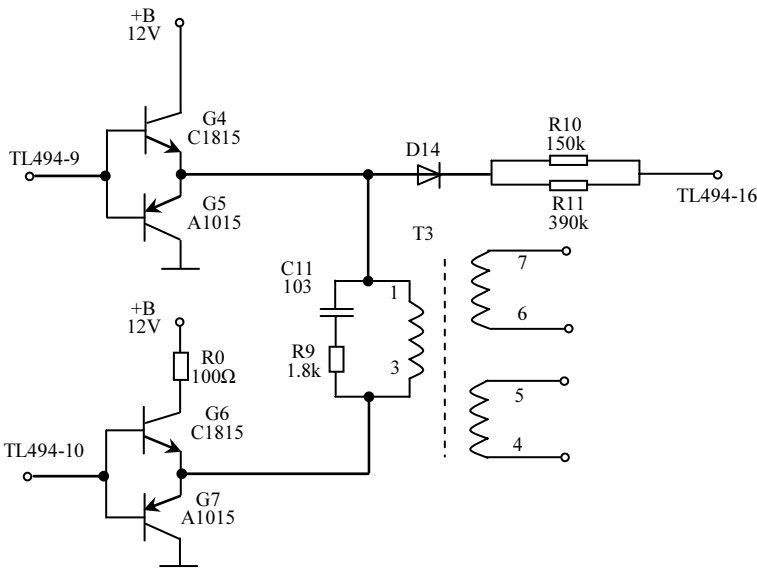 +B
12V
G4
C1815
TL494-9
G5
A1015
D14
R10
150k
R11
390k
TL494-16
T3
C11
103
R9
1.8k
1
3
7
6
5
4
+B
12V
R0
100Ω
G6
C1815
TL494-10
G7
A1015